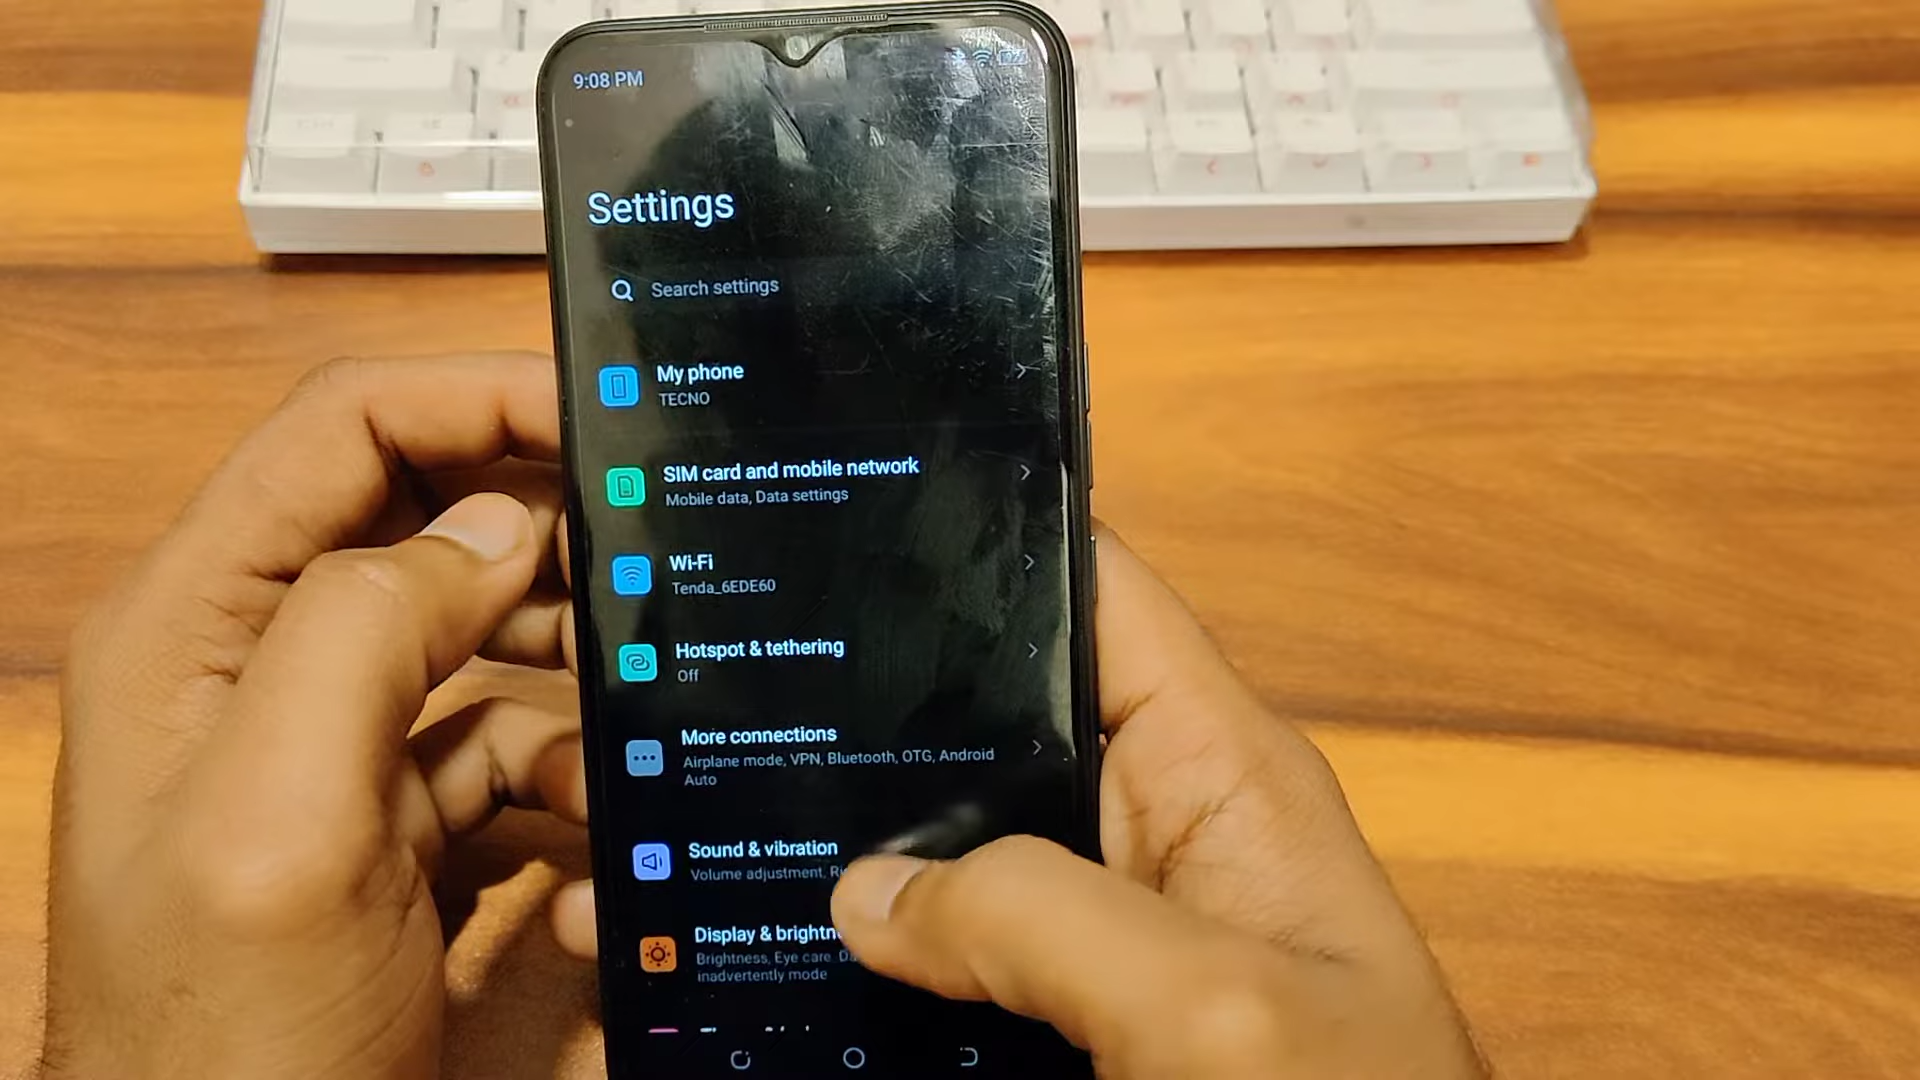 9:08 PM
Settings
Search settings
My phone
TECNO
SIM card and mobile network
Mobile data, Data settings
Wi-Fi
Tenda_6EDE60
Hotspot & tethering
Off
More connections
Airplane mode, VPN, Bluetooth, OTG, Android
Auto
Sound & vibration
Volume adjustment,
Display &
Brightness, Eye care,
inadvertently mode